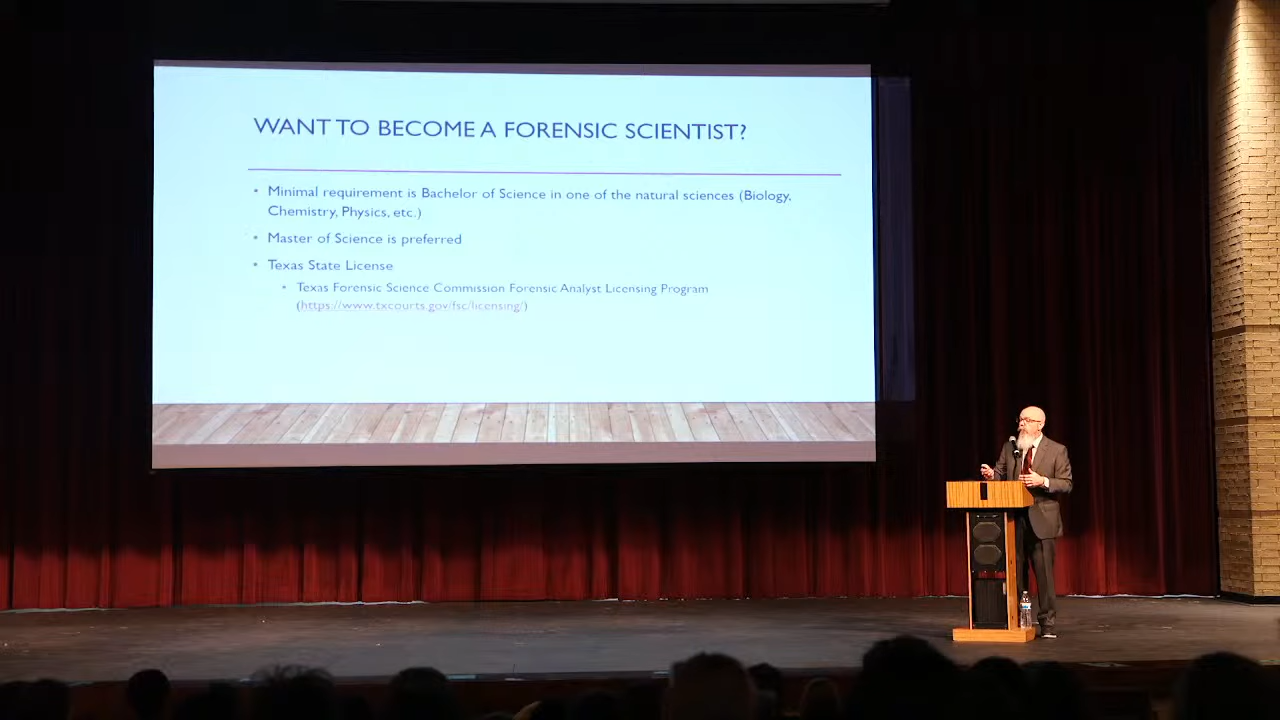 WANT TO BECOME A FORENSIC SCIENTIST?
• Minimal requirement is Bachelor of Science in one of the natural sciences (Biology,
Chemistry, Physics, etc.)
• Master of Science is preferred
• Texas State License
• Texas Forensic Science Commission Forensic Analyst Licensing Program
(https://www.txcourts.gov/fsc/licensing/)